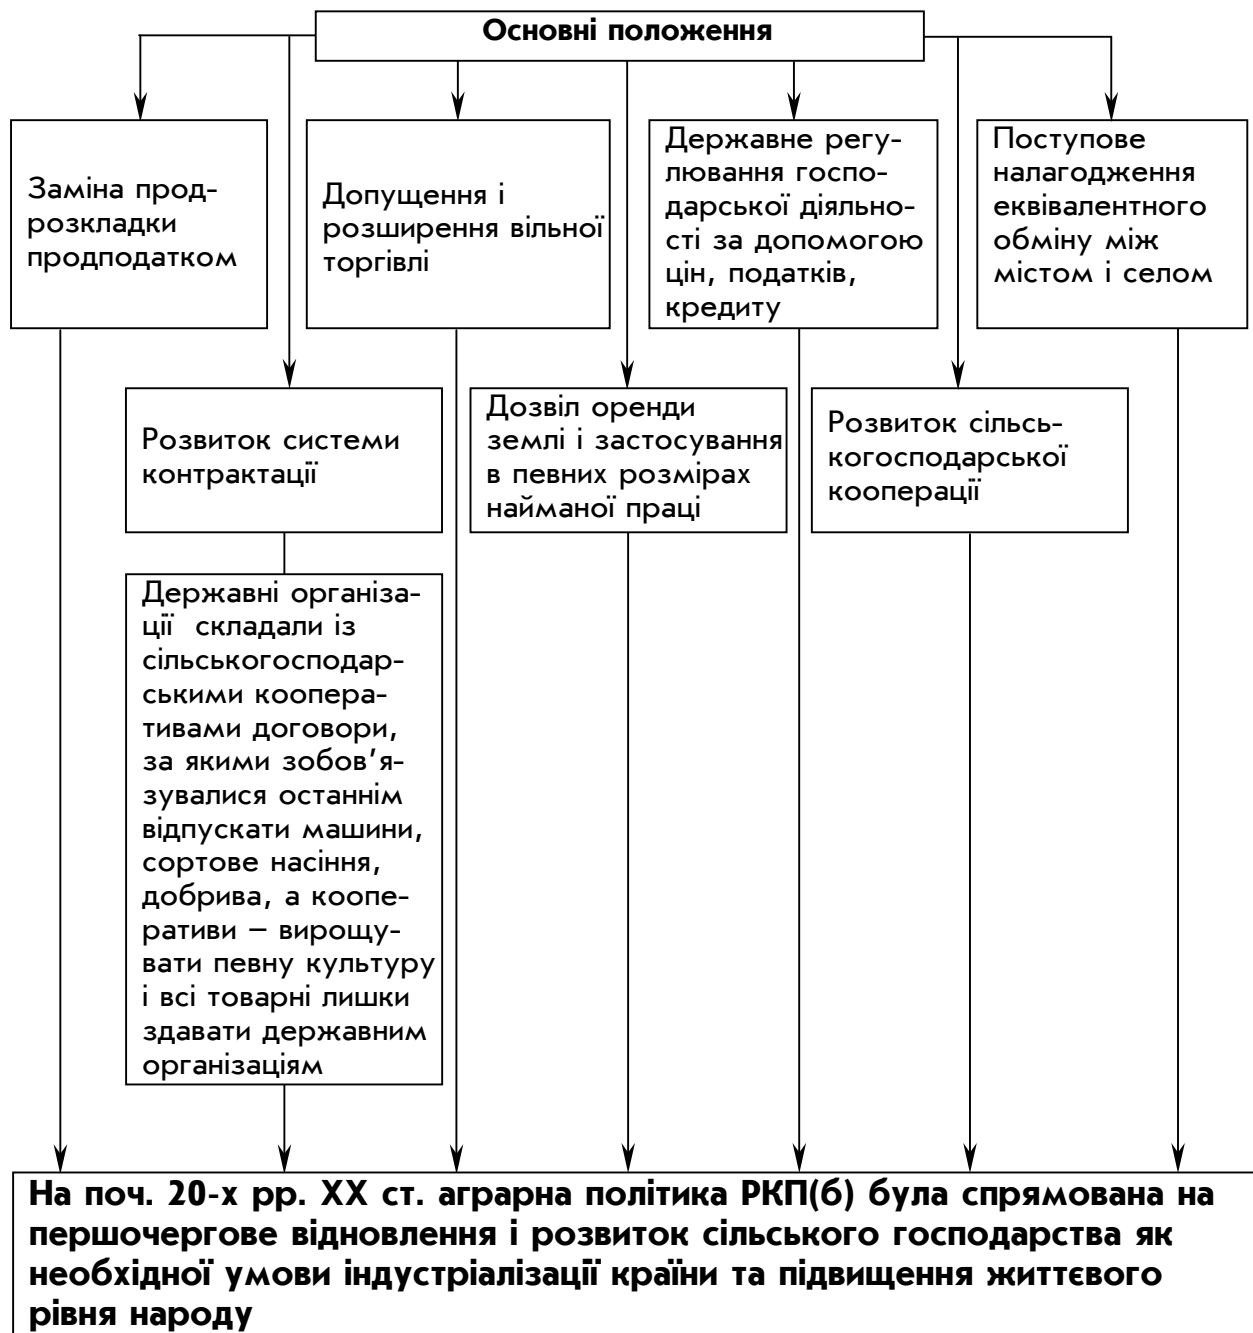 Основні положення
Заміна прод-
розкладки
продподатком
Допущення і
розширення вільної
торгівлі
Державне регу-
лювання госпо-
дарської діяльно-
сті за допомогою
цін, податків,
кредиту
Поступове
налагодження
еквівалентного
обміну між
містом і селом
Розвиток системи
контрактації
Дозвіл оренди
землі і застосування
в певних розмірах
найманої праці
Розвиток сільсь-
когосподарської
кооперації
Державні організа-
ції складали із
сільськогосподар-
ськими коопера-
тивами договори,
за якими зобов'я-
зувалися останнім
відпускати машини,
сортове насіння,
добрива, а коопе-
ративи – вирощу-
вати певну культуру
і всі товарні лишки
здавати державним
організаціям
На поч. 20-х рр. ХХ ст. аграрна політика РКП(б) була спрямована на
першочергове відновлення і розвиток сільського господарства як
необхідної умови індустріалізації країни та підвищення життєвого
рівня народу